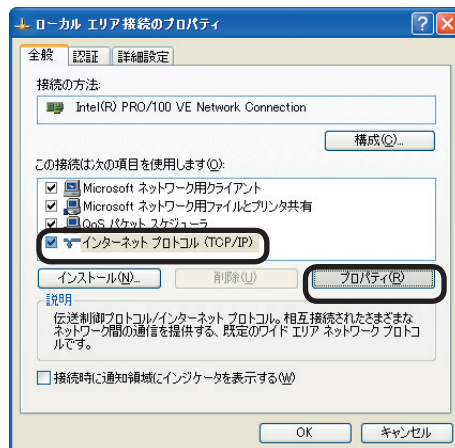 ローカル エリア接続のプロパティ
全般 認証 詳細設定
接続の方法:
Intel(R) PRO/100 VE Network Connection
構成(C)...
この接続は次の項目を使用します(O):
Microsoft ネットワーク用クライアント
Microsoft ネットワーク用ファイルとプリンタ共有
QoS パケット スケジューラ
インターネット プロトコル (TCP/IP)
インストール(N)... 削除(U) プロパティ(R)
説明
伝送制御プロトコル/インターネット プロトコル。相互接続されたさまざまな
ネットワーク間の通信を提供する、既定のワイド エリア ネットワーク プロトコ
ルです。
接続時に通知領域にインジケータを表示する(W)
OK キャンセル